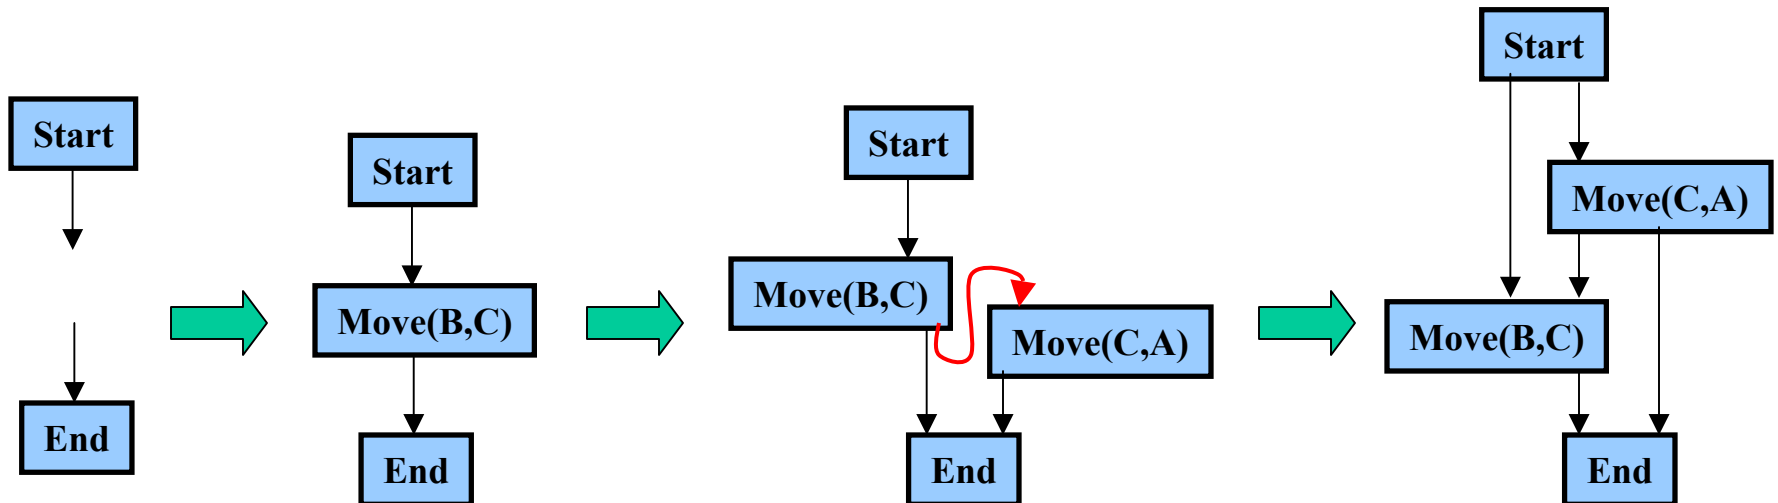 Start
End
Start
Move(B,C)
End
Start
Move(B,C)
Move(C,A)
End
Start
Move(C,A)
Move(B,C)
End